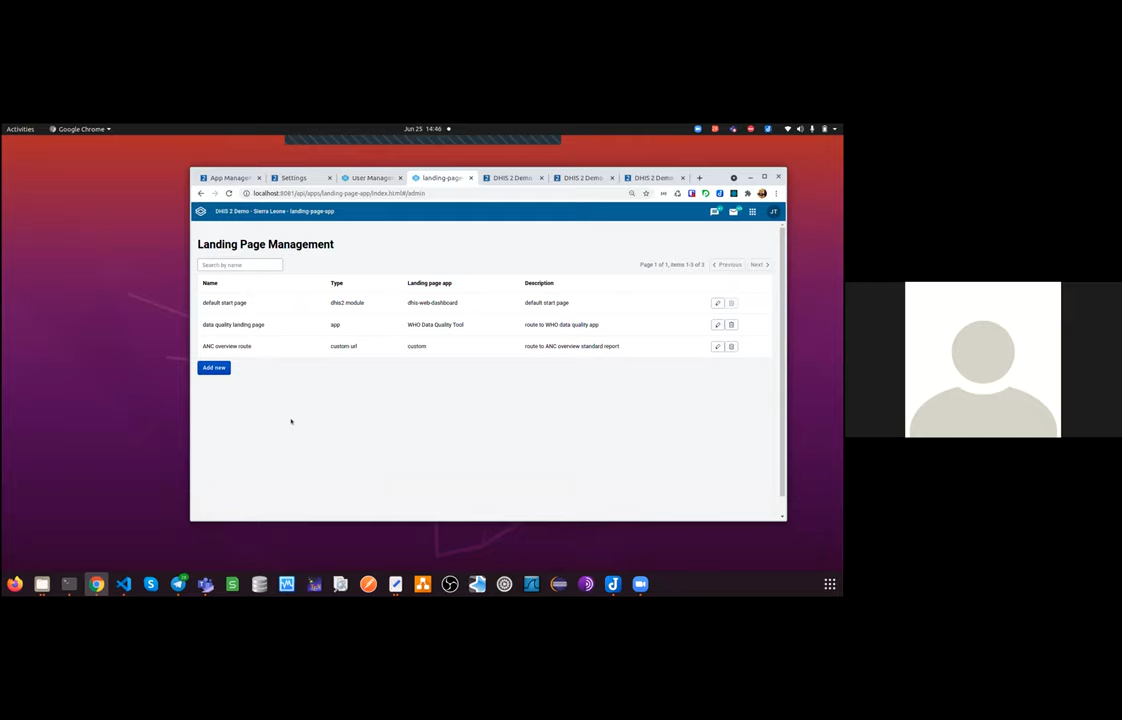 Activities Google Chrome Jun 25 14:46
App Manage Settings User Manage landing-page- DHIS 2 Demo DHIS 2 Demo DHIS 2 Demo
localhost:8081/api/apps/landing-page-app/index.html#/admin
DHIS 2 Demo - Sierra Leone - landing-page-app JT
Landing Page Management
Search by name Page 1 of 1, items 1-3 of 3 Previous Next
Name Type Landing page app Description
default start page dhis2 module dhis-web-dashboard default start page
data quality landing page app WHO Data Quality Tool route to WHO data quality app
ANC overview route custom url custom route to ANC overview standard report
Add new